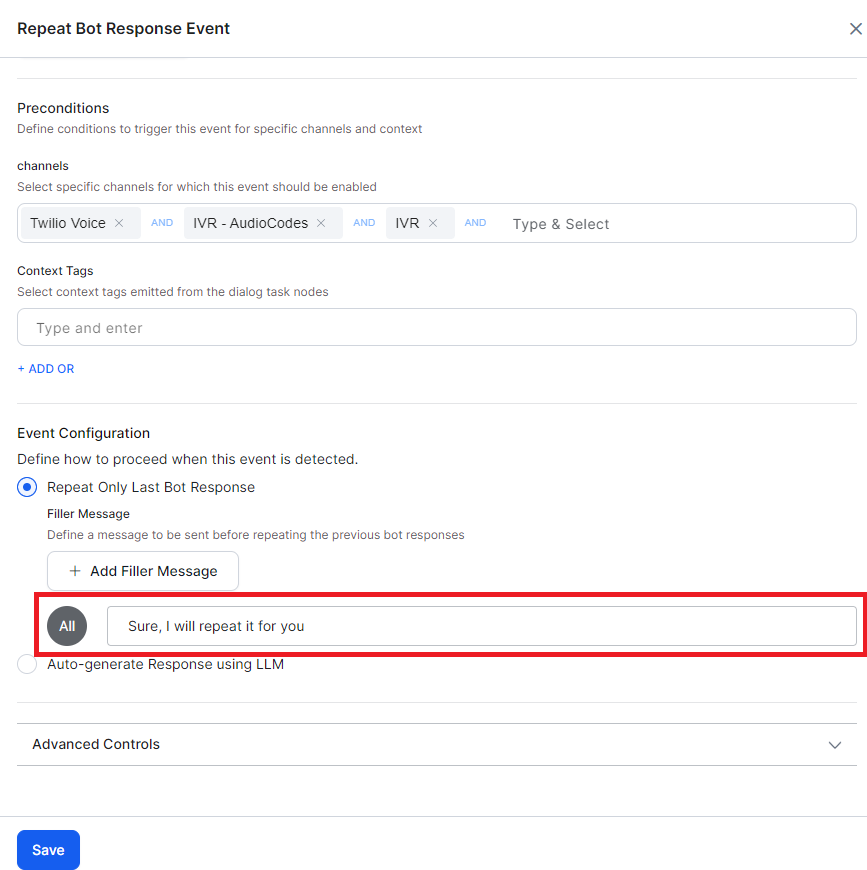 Repeat Bot Response Event
Preconditions
Define conditions to trigger this event for specific channels and context
channels
Select specific channels for which this event should be enabled
Twilio Voice AND IVR - AudioCodes AND IVR AND Type & Select
Context Tags
Select context tags emitted from the dialog task nodes
Type and enter
+ ADD OR
Event Configuration
Define how to proceed when this event is detected.
Repeat Only Last Bot Response
Filler Message
Define a message to be sent before repeating the previous bot responses
+ Add Filler Message
All Sure, I will repeat it for you
Auto-generate Response using LLM
Advanced Controls
Save